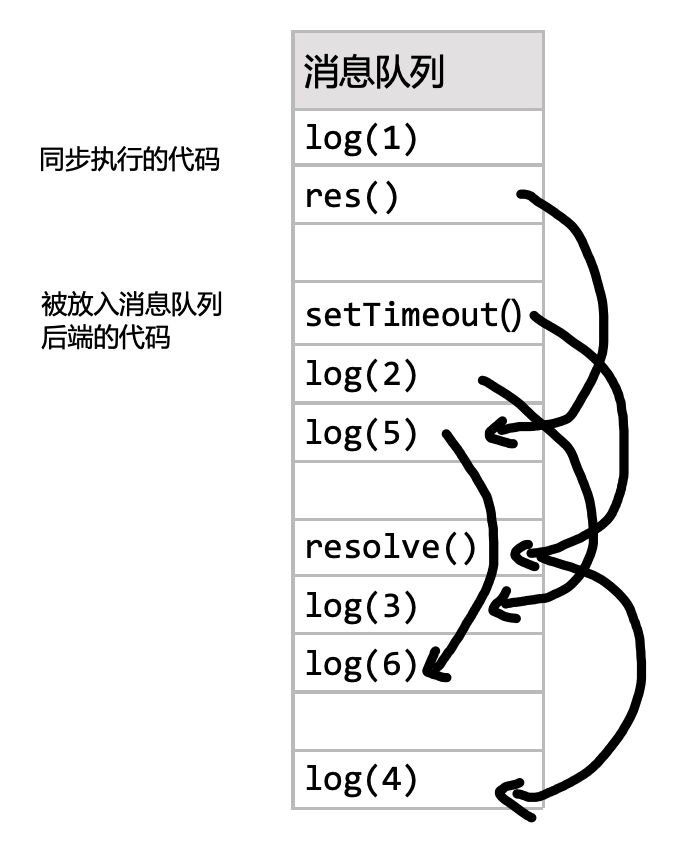 消息队列
log(1)
同步执行的代码
res()
被放入消息队列
后端的代码
setTimeout()
log(2)
log(5)
resolve()
log(3)
log(6)
log(4)